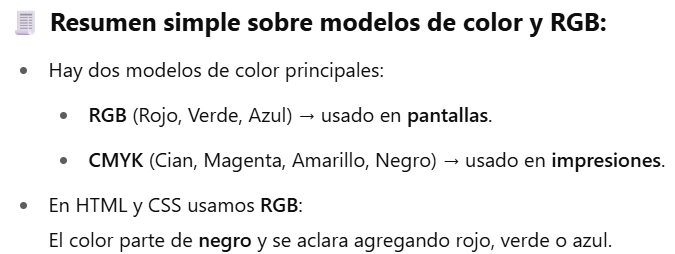 Resumen simple sobre modelos de color y RGB:
Hay dos modelos de color principales:
RGB (Rojo, Verde, Azul) → usado en pantallas.
CMYK (Cian, Magenta, Amarillo, Negro) → usado en impresiones.
En HTML y CSS usamos RGB:
El color parte de negro y se aclara agregando rojo, verde o azul.